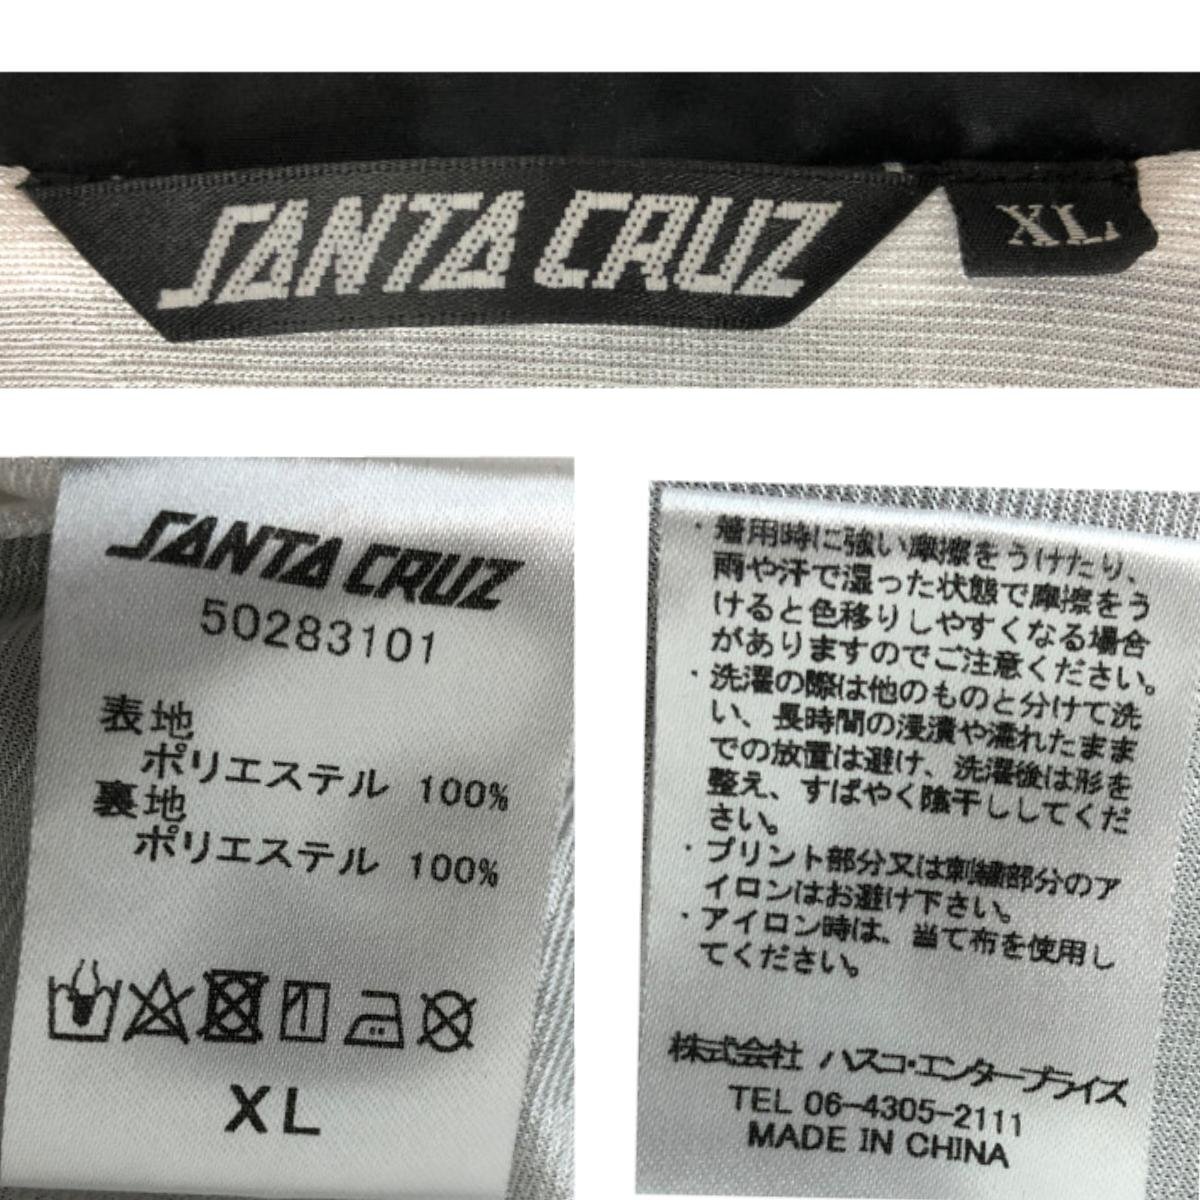 SANTA CRUZ
XL
SANTA CRUZ
50283101
表地
ポリエステル 100%
裏地
ポリエステル 100%
XL
・着用時に強い摩擦をうけたり、
雨や汗で湿った状態で摩擦をう
けると色移りしやすくなる場合
がありますのでご注意ください。
・洗濯の際は他のものと分けて洗
い、長時間の浸漬や濡れたまま
での放置は避け、洗濯後は形を
整え、すばやく陰干ししてくだ
さい。
・プリント部分又は刺繍部分のア
イロンはお避け下さい。
・アイロン時は、当て布を使用し
てください。
株式会社 ハスコ・エンタープライズ
TEL 06-4305-2111
MADE IN CHINA